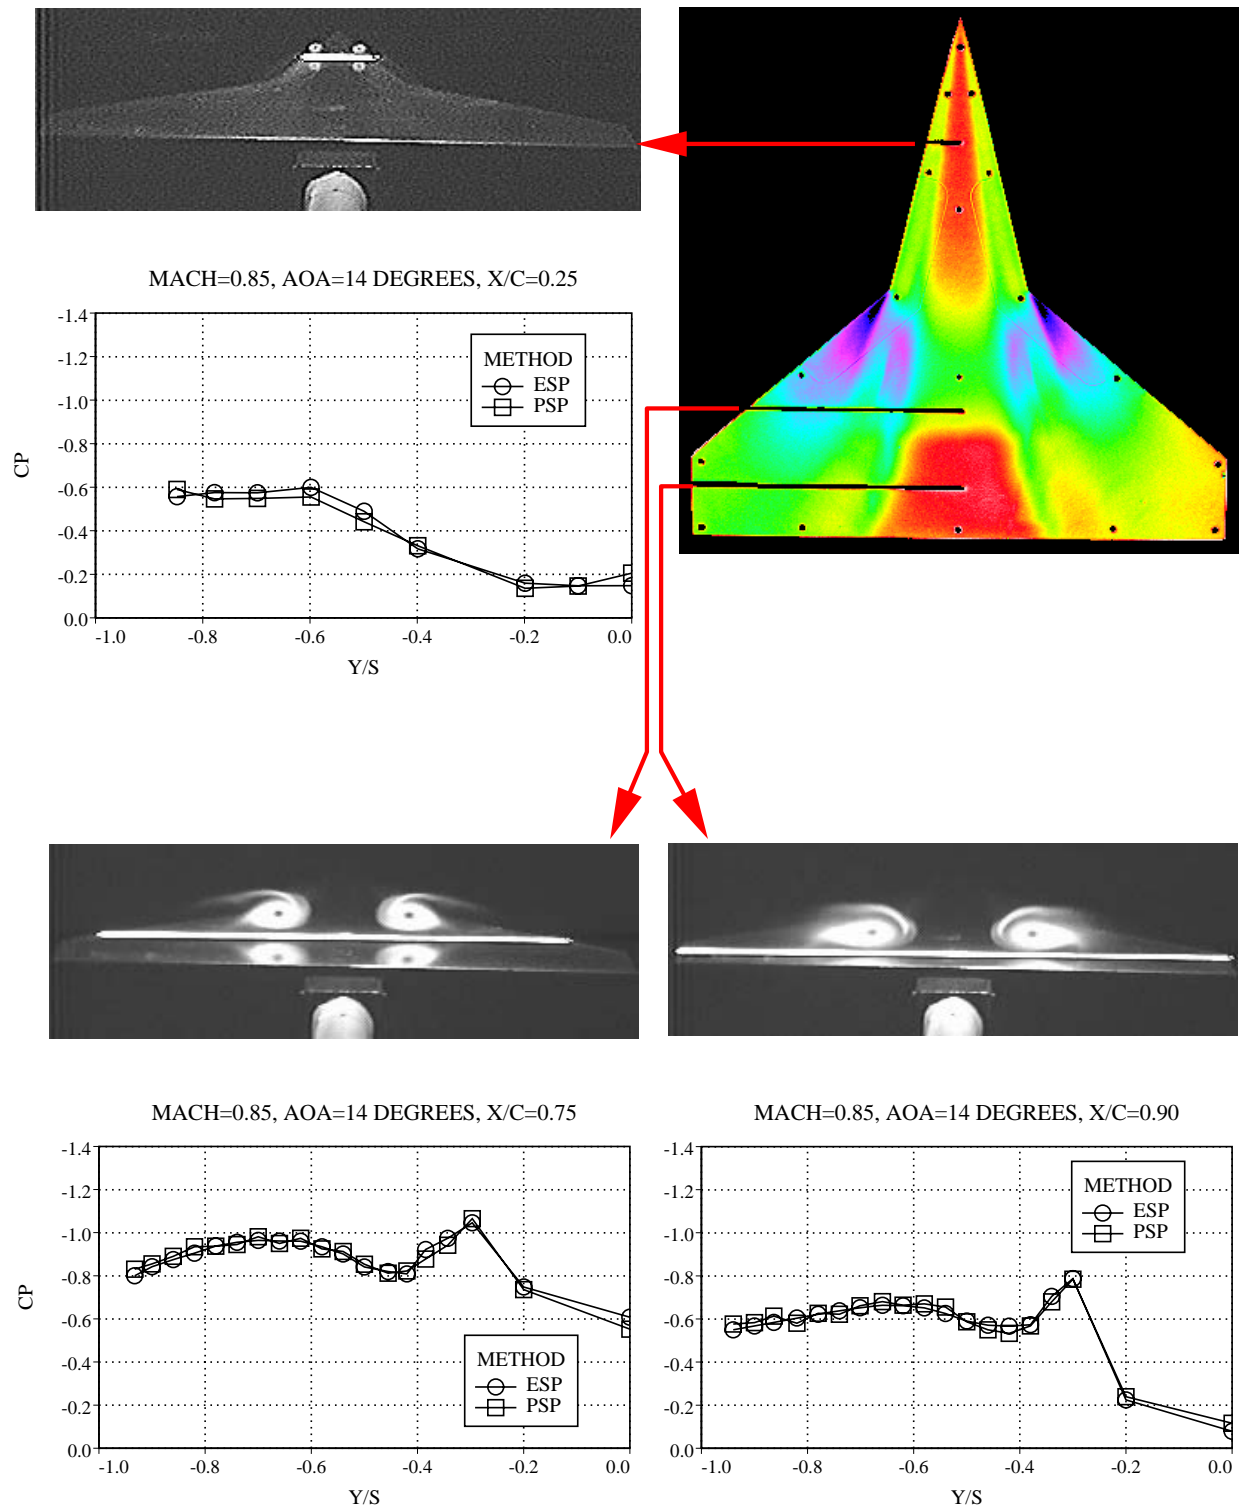 MACH=0.85, AOA=14 DEGREES, X/C=0.25
-1.4
-1.2
-1.0
-0.8
-0.6
-0.4
-0.2
0.0
CP
METHOD
ESP
PSP
-1.0 -0.8 -0.6 -0.4 -0.2 0.0
Y/S
MACH=0.85, AOA=14 DEGREES, X/C=0.75
-1.4
-1.2
-1.0
-0.8
-0.6
-0.4
-0.2
0.0
CP
METHOD
ESP
PSP
-1.0 -0.8 -0.6 -0.4 -0.2 0.0
Y/S
MACH=0.85, AOA=14 DEGREES, X/C=0.90
-1.4
-1.2
-1.0
-0.8
-0.6
-0.4
-0.2
0.0
METHOD
ESP
PSP
-1.0 -0.8 -0.6 -0.4 -0.2 0.0
Y/S